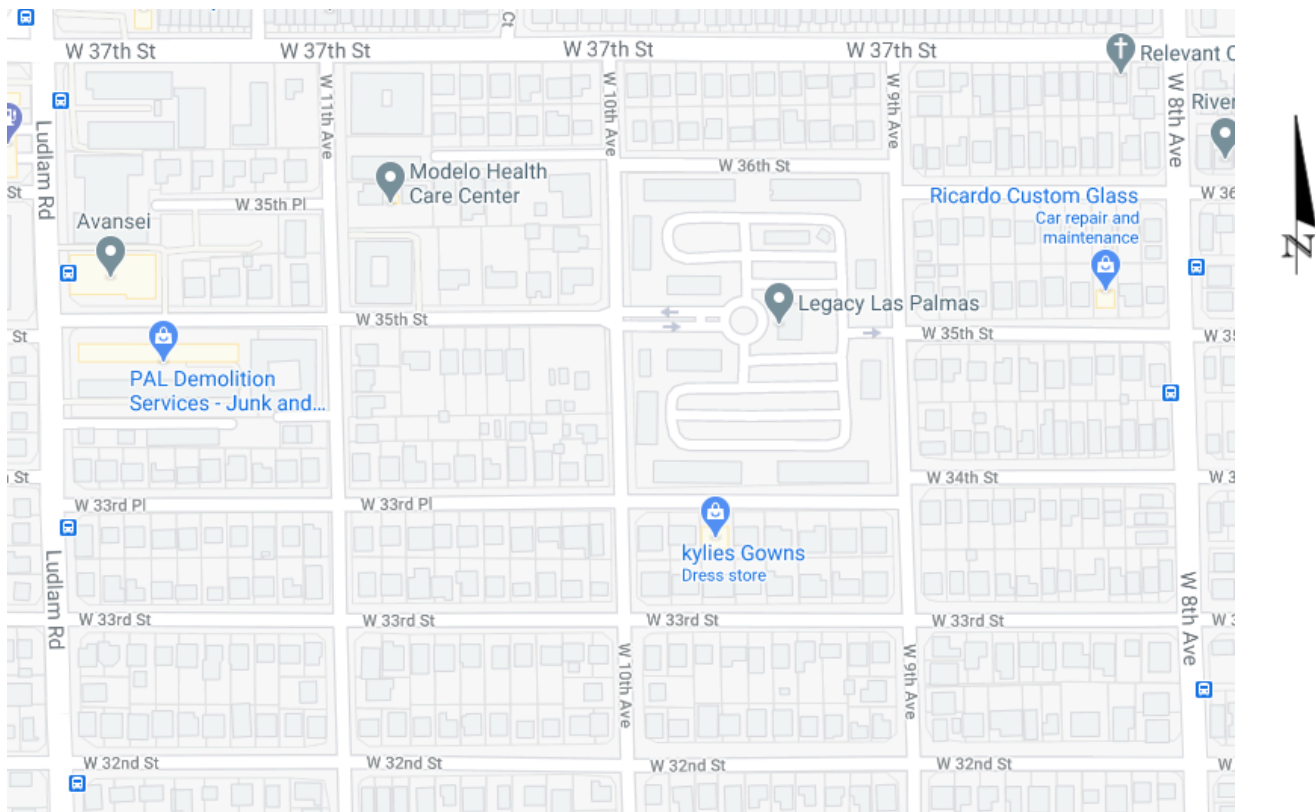 Ct
W 37th St
W 37th St
W 37th St
W 37th St
Relevant C
W 11th Ave
W 10th Ave
W 9th Ave
W 8th Ave
River
Ludlam Rd
Modelo Health
Care Center
W 36th St
St
W 35th Pl
Ricardo Custom Glass
Car repair and
maintenance
W 36
Avansei
Legacy Las Palmas
W 35th St
W 35th St
St
W 35
PAL Demolition
Services - Junk and...
St
W 34th St
W 3
W 33rd Pl
W 33rd Pl
kylies Gowns
Dress store
Ludlam Rd
W 8th Ave
W 33rd St
W 33rd St
W 33rd St
W 33rd St
W 3
W 10th Ave
W 9th Ave
W 32nd St
W 32nd St
W 32nd St
W 32nd St
W
N